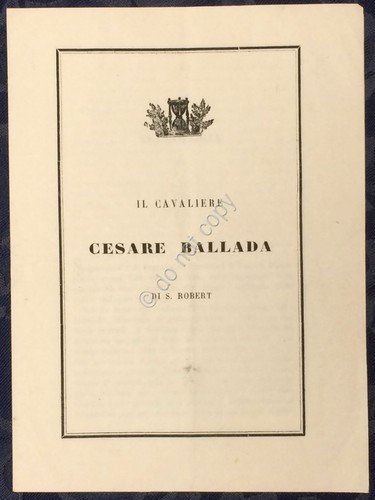 IL CAVALIERE
CESARE BALLADA
DI S. ROBERT
© do not copy